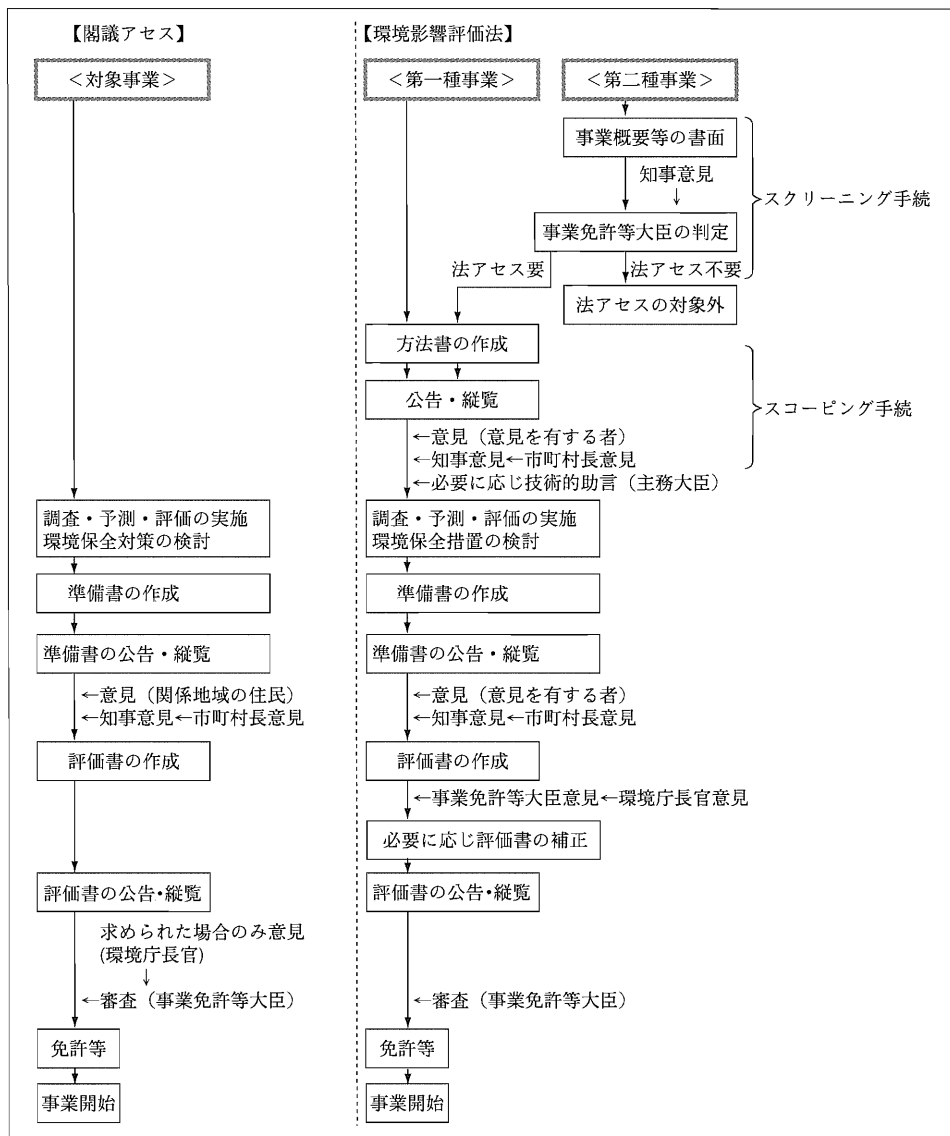 【閣議アセス】
＜対象事業＞
調査・予測・評価の実施
環境保全対策の検討
準備書の作成
準備書の公告・縦覧
←意見（関係地域の住民）
←知事意見←市町村長意見
評価書の作成
評価書の公告・縦覧
求められた場合のみ意見
(環境庁長官)
↓
←審査（事業免許等大臣）
免許等
事業開始
【環境影響評価法】
＜第一種事業＞
＜第二種事業＞
事業概要等の書面
知事意見
↓
事業免許等大臣の判定
スクリーニング手続
法アセス要
法アセス不要
法アセスの対象外
方法書の作成
公告・縦覧
スコーピング手続
←意見（意見を有する者）
←知事意見←市町村長意見
←必要に応じ技術的助言（主務大臣）
調査・予測・評価の実施
環境保全措置の検討
準備書の作成
準備書の公告・縦覧
←意見（意見を有する者）
←知事意見←市町村長意見
評価書の作成
←事業免許等大臣意見←環境庁長官意見
必要に応じ評価書の補正
評価書の公告・縦覧
←審査（事業免許等大臣）
免許等
事業開始